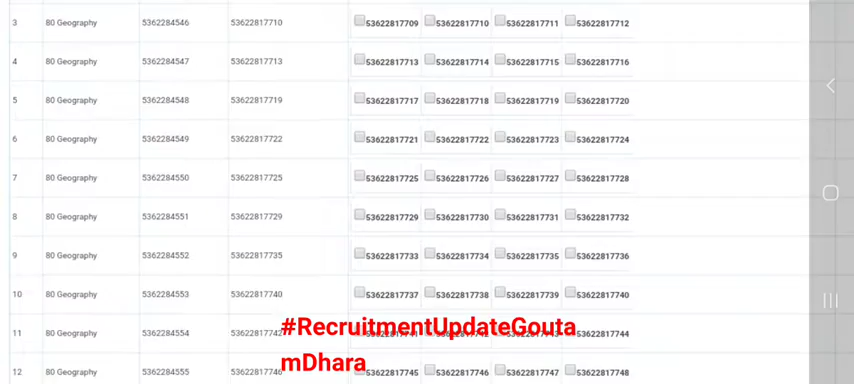 3 80 Geography 5362284546 53622817710 53622817709 53622817710 53622817711 53622817712
4 80 Geography 5362284547 53622817713 53622817713 53622817714 53622817715 53622817716
5 80 Geography 5362284548 53622817719 53622817717 53622817718 53622817719 53622817720
6 80 Geography 5362284549 53622817722 53622817721 53622817722 53622817723 53622817724
7 80 Geography 5362284550 53622817725 53622817725 53622817726 53622817727 53622817728
8 80 Geography 5362284551 53622817729 53622817729 53622817730 53622817731 53622817732
9 80 Geography 5362284552 53622817735 53622817733 53622817734 53622817735 53622817736
10 80 Geography 5362284553 53622817740 53622817737 53622817738 53622817739 53622817740
#RecruitmentUpdateGouta
11 80 Geography 5362284554 53622817744
mDhara
12 80 Geography 5362284555 53622817746 53622817745 53622817746 53622817747 53622817748